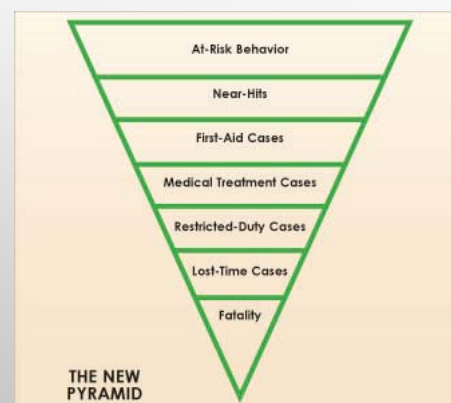 At-Risk Behavior
Near-Hits
First-Aid Cases
Medical Treatment Cases
Restricted-Duty Cases
Lost-Time Cases
Fatality
THE NEW
PYRAMID